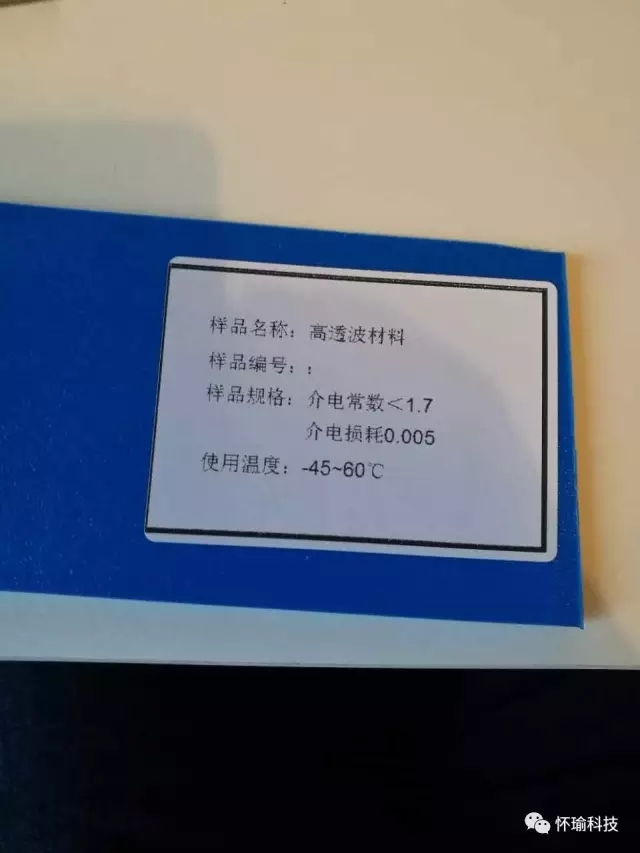 样品名称：高透波材料
样品编号：;
样品规格：介电常数＜1.7
介电损耗0.005
使用温度：-45~60℃
怀瑜科技